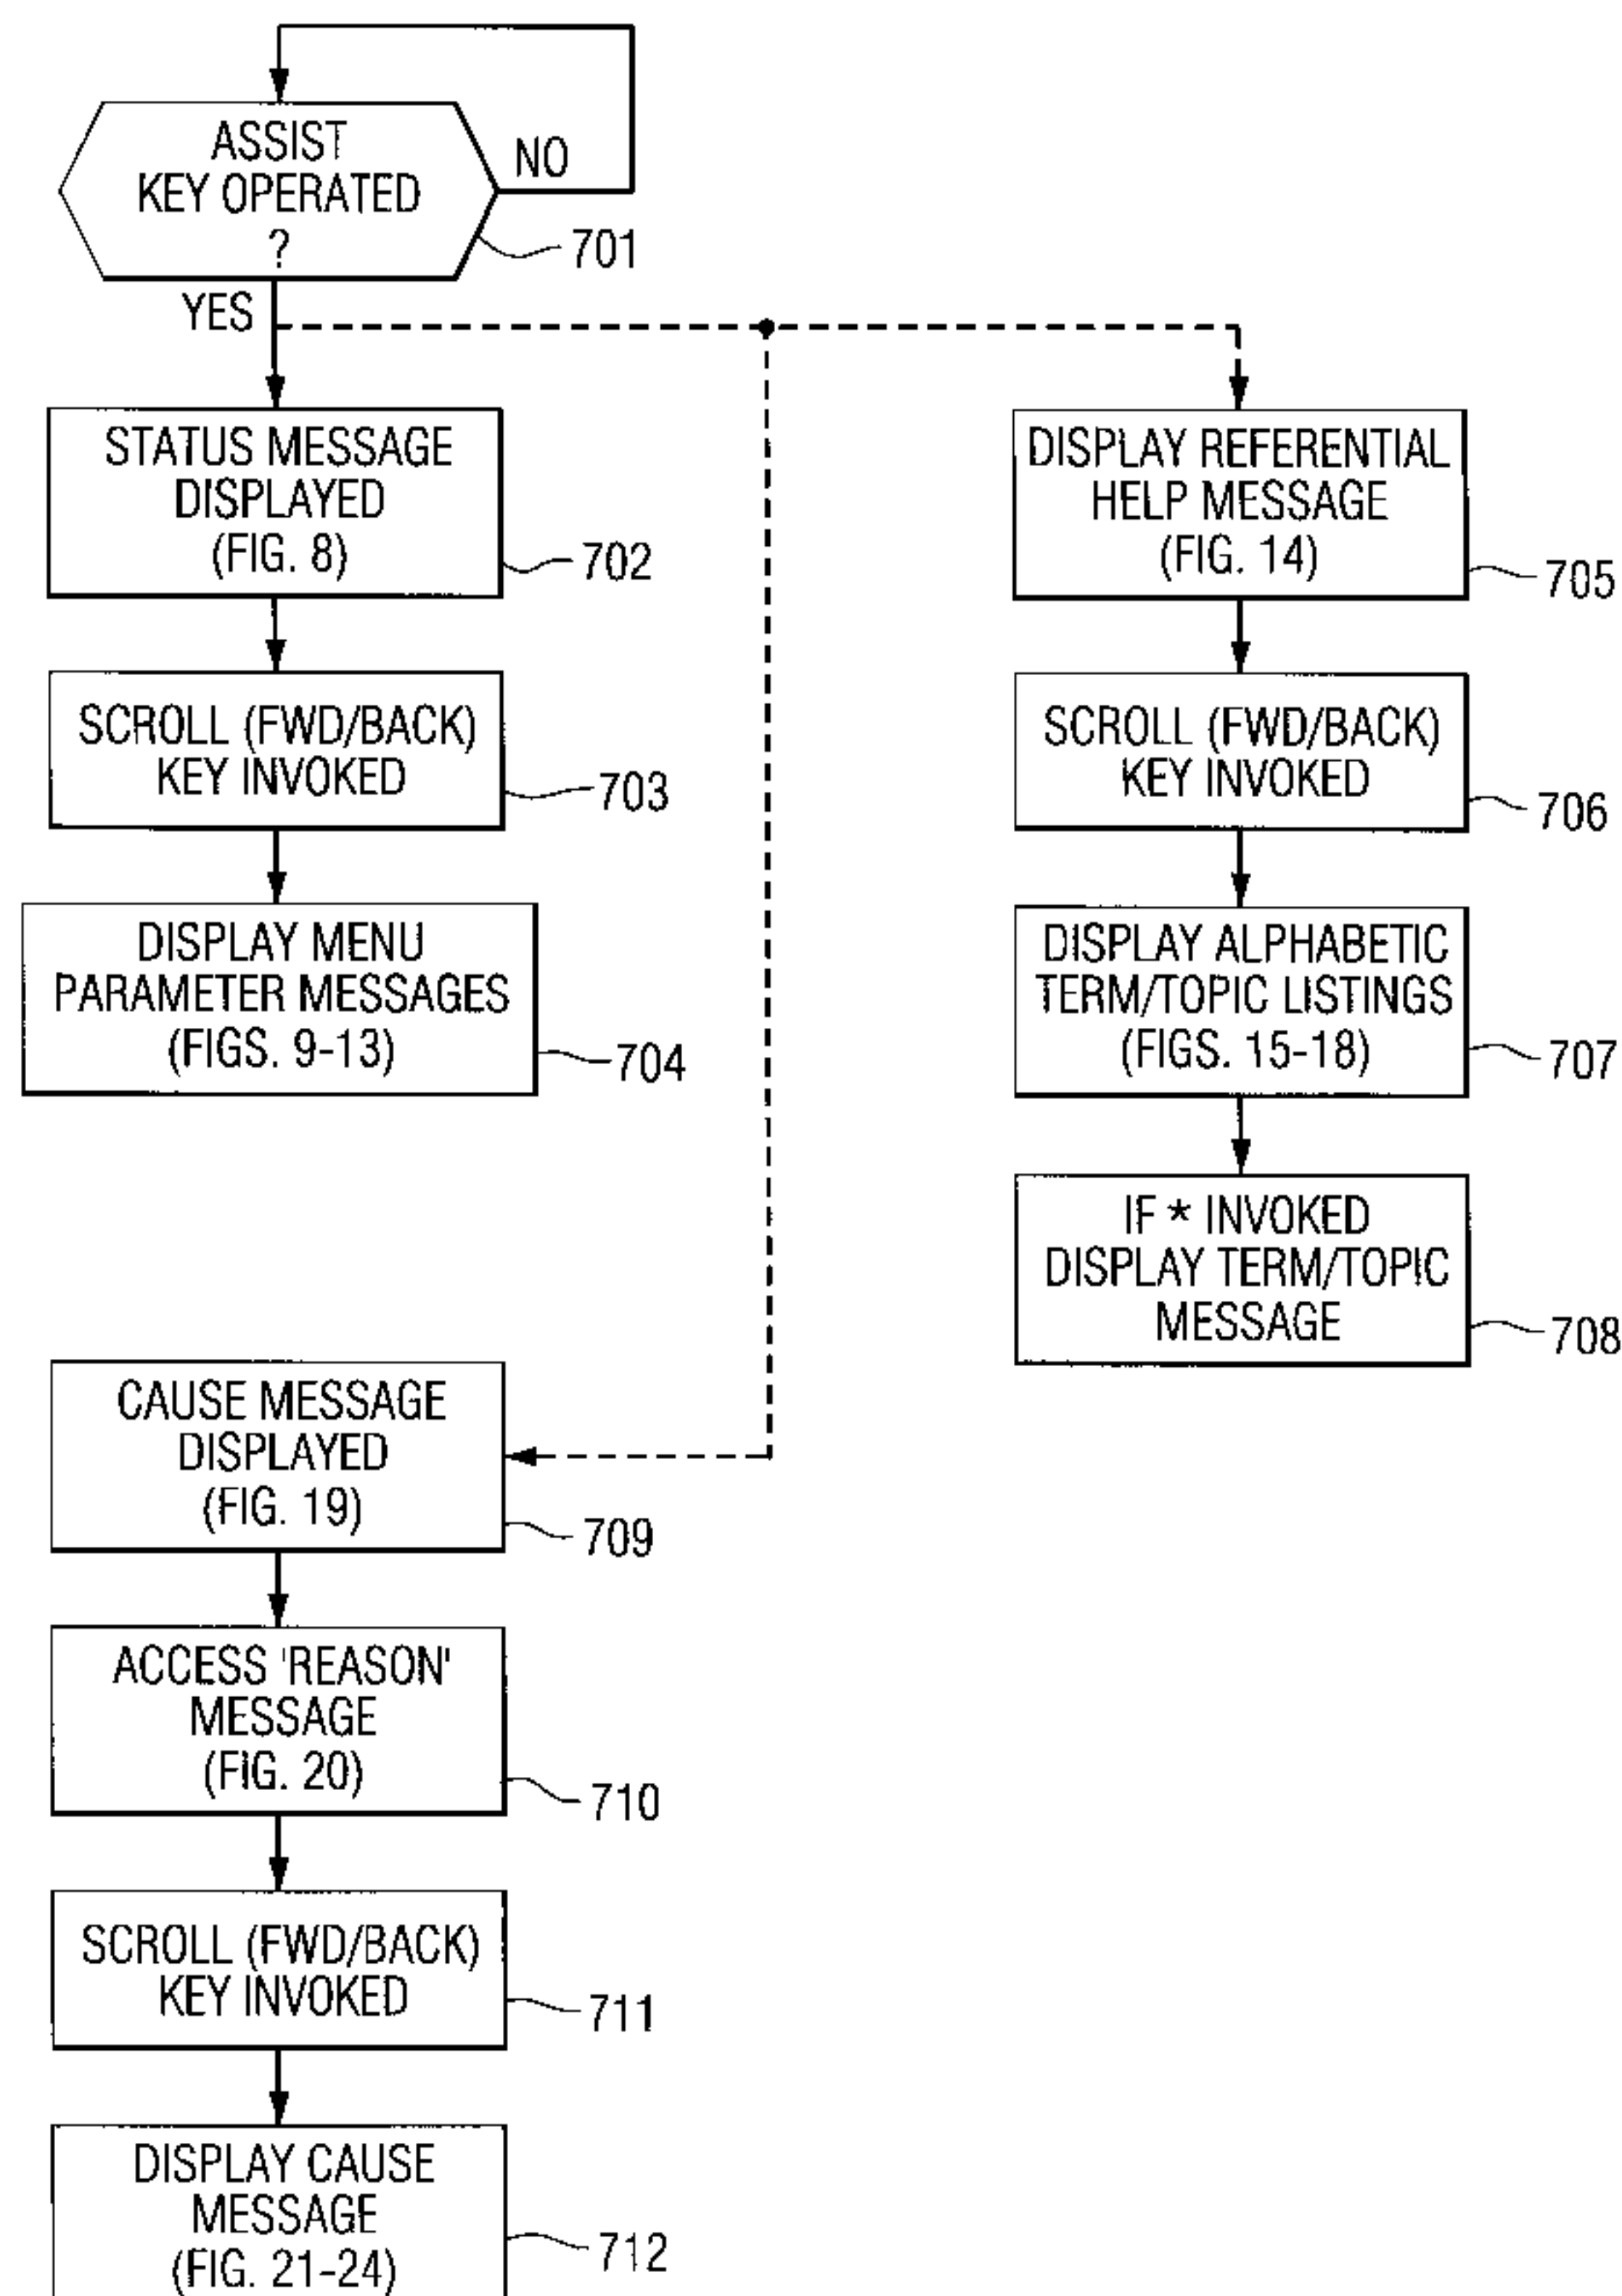 ASSIST
KEY OPERATED
?
NO
701
YES
STATUS MESSAGE
DISPLAYED
(FIG. 8)
702
SCROLL (FWD/BACK)
KEY INVOKED
703
DISPLAY MENU
PARAMETER MESSAGES
(FIGS. 9-13)
704
DISPLAY REFERENTIAL
HELP MESSAGE
(FIG. 14)
705
SCROLL (FWD/BACK)
KEY INVOKED
706
DISPLAY ALPHABETIC
TERM/TOPIC LISTINGS
(FIGS. 15-18)
707
IF * INVOKED
DISPLAY TERM/TOPIC
MESSAGE
708
CAUSE MESSAGE
DISPLAYED
(FIG. 19)
709
ACCESS 'REASON'
MESSAGE
(FIG. 20)
710
SCROLL (FWD/BACK)
KEY INVOKED
711
DISPLAY CAUSE
MESSAGE
(FIG. 21-24)
712